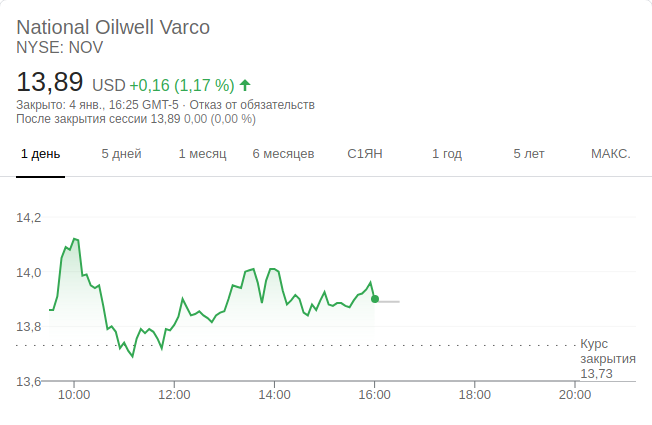 National Oilwell Varco
NYSE: NOV
13,89 USD +0,16 (1,17 %)
Закрыто: 4 янв., 16:25 GMT-5 · Отказ от обязательств
После закрытия сессии 13,89 0,00 (0,00 %)
1 день 5 дней 1 месяц 6 месяцев С1ЯН 1 год 5 лет МАКС.
14,2
14,0
13,8
13,6
Курс
закрытия
13,73
10:00 12:00 14:00 16:00 18:00 20:00